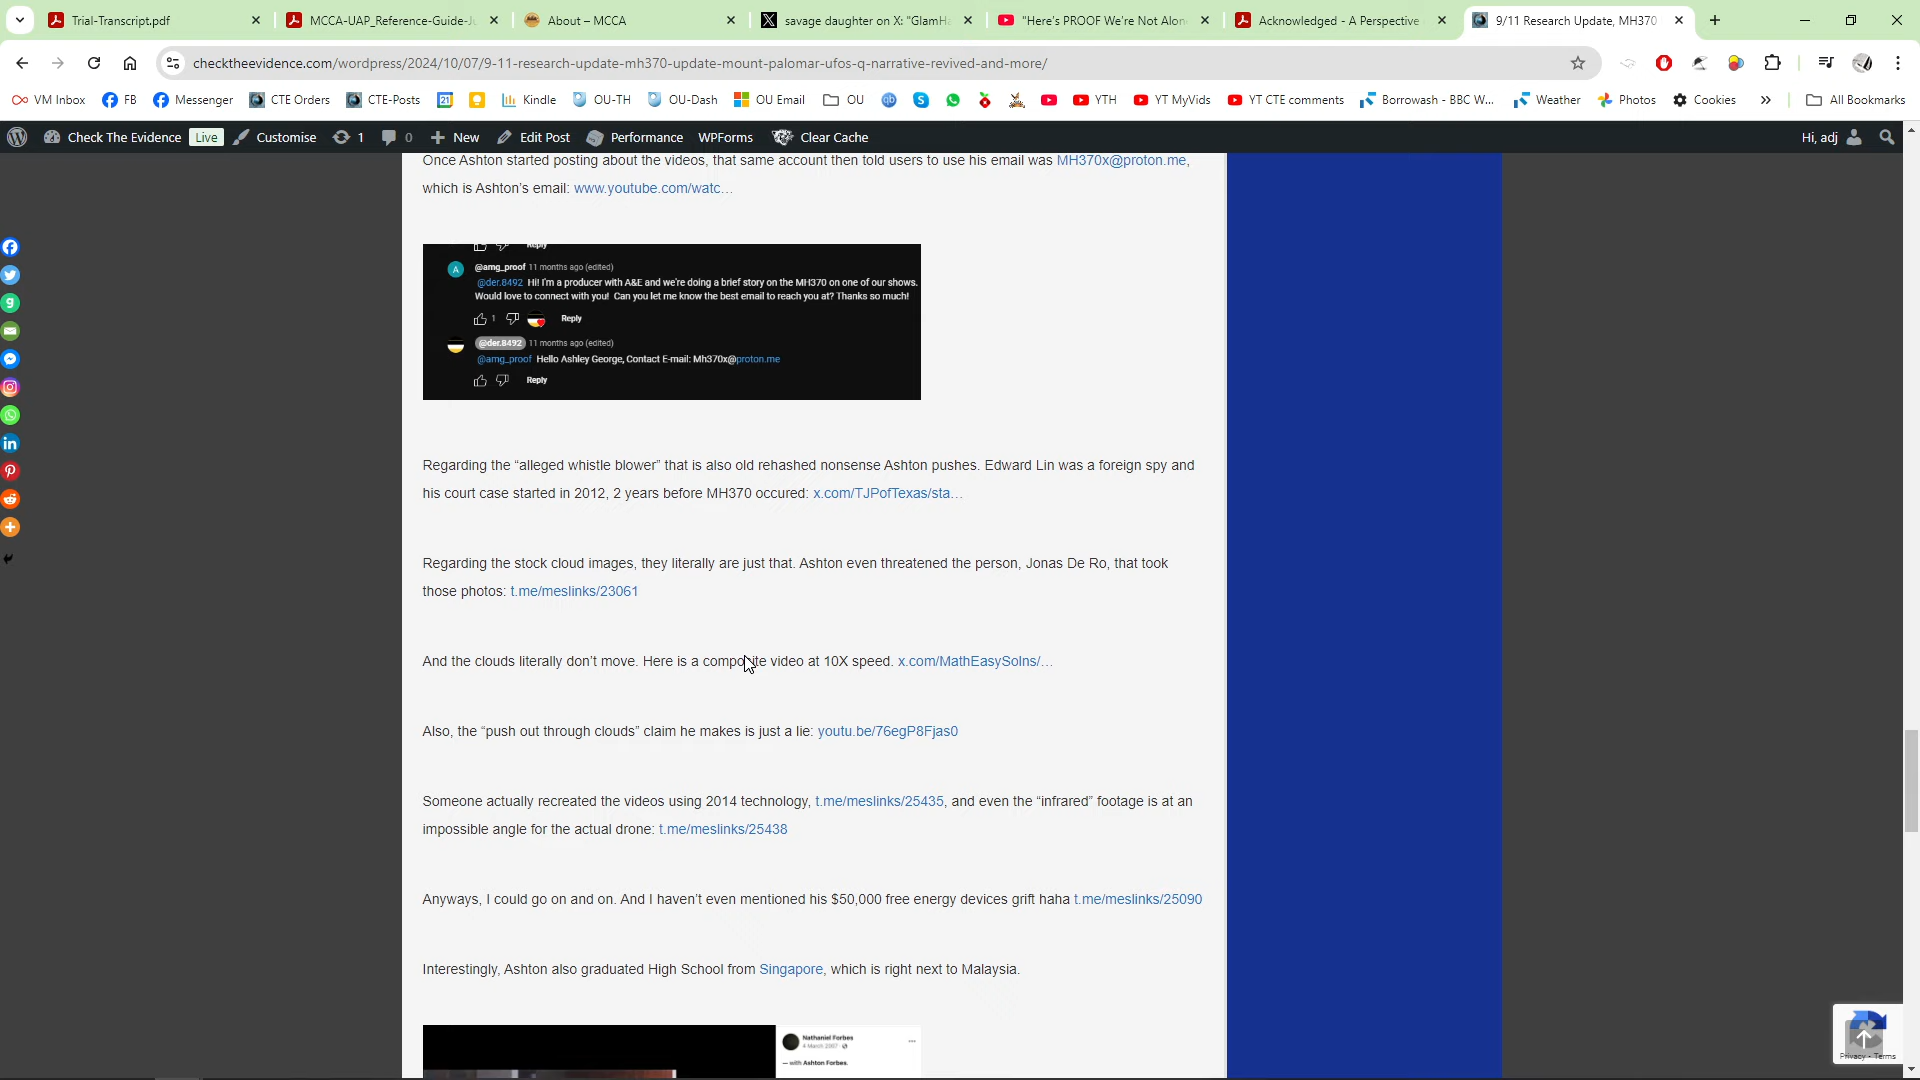 Trial-Transcript.pdf
MCCA-UAP_Reference-Guide-Ju
About – MCCA
savage daughter on X: "GlamHa
"Here's PROOF We're Not Alon
Acknowledged - A Perspective
9/11 Research Update, MH370
checktheevidence.com/wordpress/2024/10/07/9-11-research-update-mh370-update-mount-palomar-ufos-q-narrative-revived-and-more/
VM Inbox
FB
Messenger
CTE Orders
CTE-Posts
Kindle
OU-TH
OU-Dash
OU Email
OU
YTH
YT MyVids
YT CTE comments
Borrowash - BBC W...
Weather
Photos
Cookies
»
All Bookmarks
Check The Evidence
Live
Customise
1
0
New
Edit Post
Performance
WPForms
Clear Cache
Hi, adj
Once Ashton started posting about the videos, that same account then told users to use his email was MH370x@proton.me,
which is Ashton's email: www.youtube.com/watc…
Reply
A
@amg_proof 11 months ago (edited)
@der.8492 Hi! I'm a producer with A&E and we're doing a brief story on the MH370 on one of our shows.
Would love to connect with you! Can you let me know the best email to reach you at? Thanks so much!
1 Reply
@der.8492 11 months ago (edited)
@amg_proof Hello Ashley George, Contact E-mail: Mh370x@proton.me
Reply
Regarding the “alleged whistle blower” that is also old rehashed nonsense Ashton pushes. Edward Lin was a foreign spy and
his court case started in 2012, 2 years before MH370 occured: x.com/TJPofTexas/sta…
Regarding the stock cloud images, they literally are just that. Ashton even threatened the person, Jonas De Ro, that took
those photos: t.me/meslinks/23061
And the clouds literally don’t move. Here is a composite video at 10X speed. x.com/MathEasySolns/…
Also, the “push out through clouds” claim he makes is just a lie: youtu.be/76egP8Fjas0
Someone actually recreated the videos using 2014 technology, t.me/meslinks/25435, and even the “infrared” footage is at an
impossible angle for the actual drone: t.me/meslinks/25438
Anyways, I could go on and on. And I haven’t even mentioned his $50,000 free energy devices grift haha t.me/meslinks/25090
Interestingly, Ashton also graduated High School from Singapore, which is right next to Malaysia.
Nathaniel Forbes
4 March 2007
— with Ashton Forbes.
Privacy - Terms